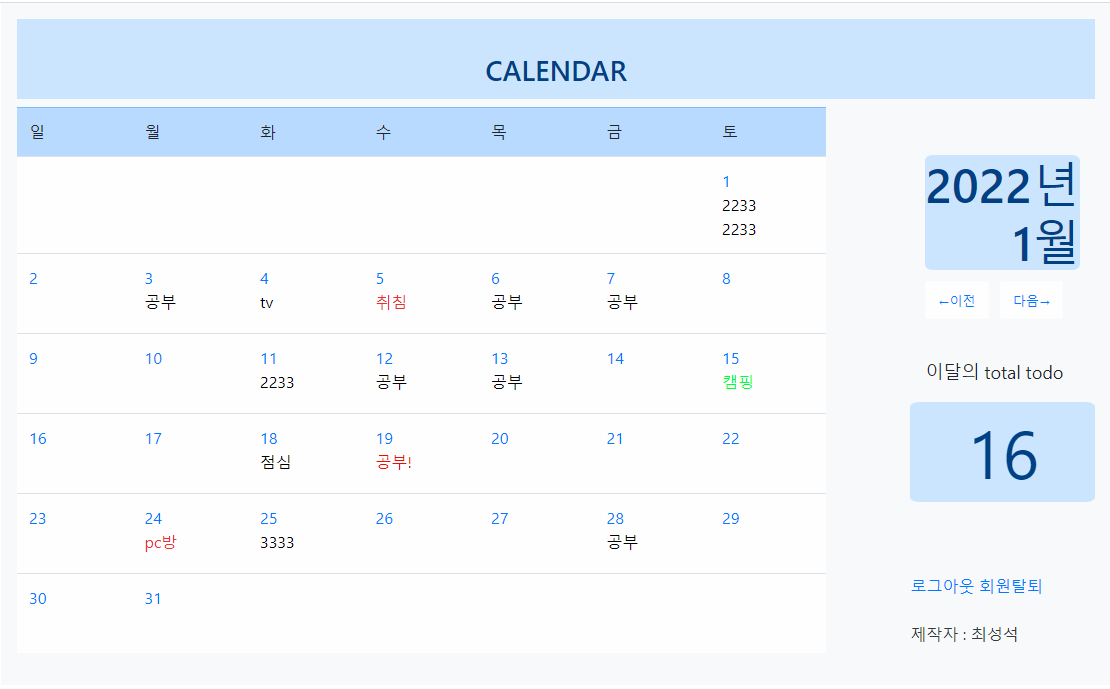 CALENDAR
일 월 화 수 목 금 토
1
2233
2233
2 3 4 5 6 7 8
공부 tv 취침 공부 공부
9 10 11 12 13 14 15
2233 공부 공부 캠핑
16 17 18 19 20 21 22
점심 공부!
23 24 25 26 27 28 29
pc방 3333 공부
30 31
2022년
1월
←이전 다음→
이달의 total todo
16
로그아웃 회원탈퇴
제작자 : 최성석